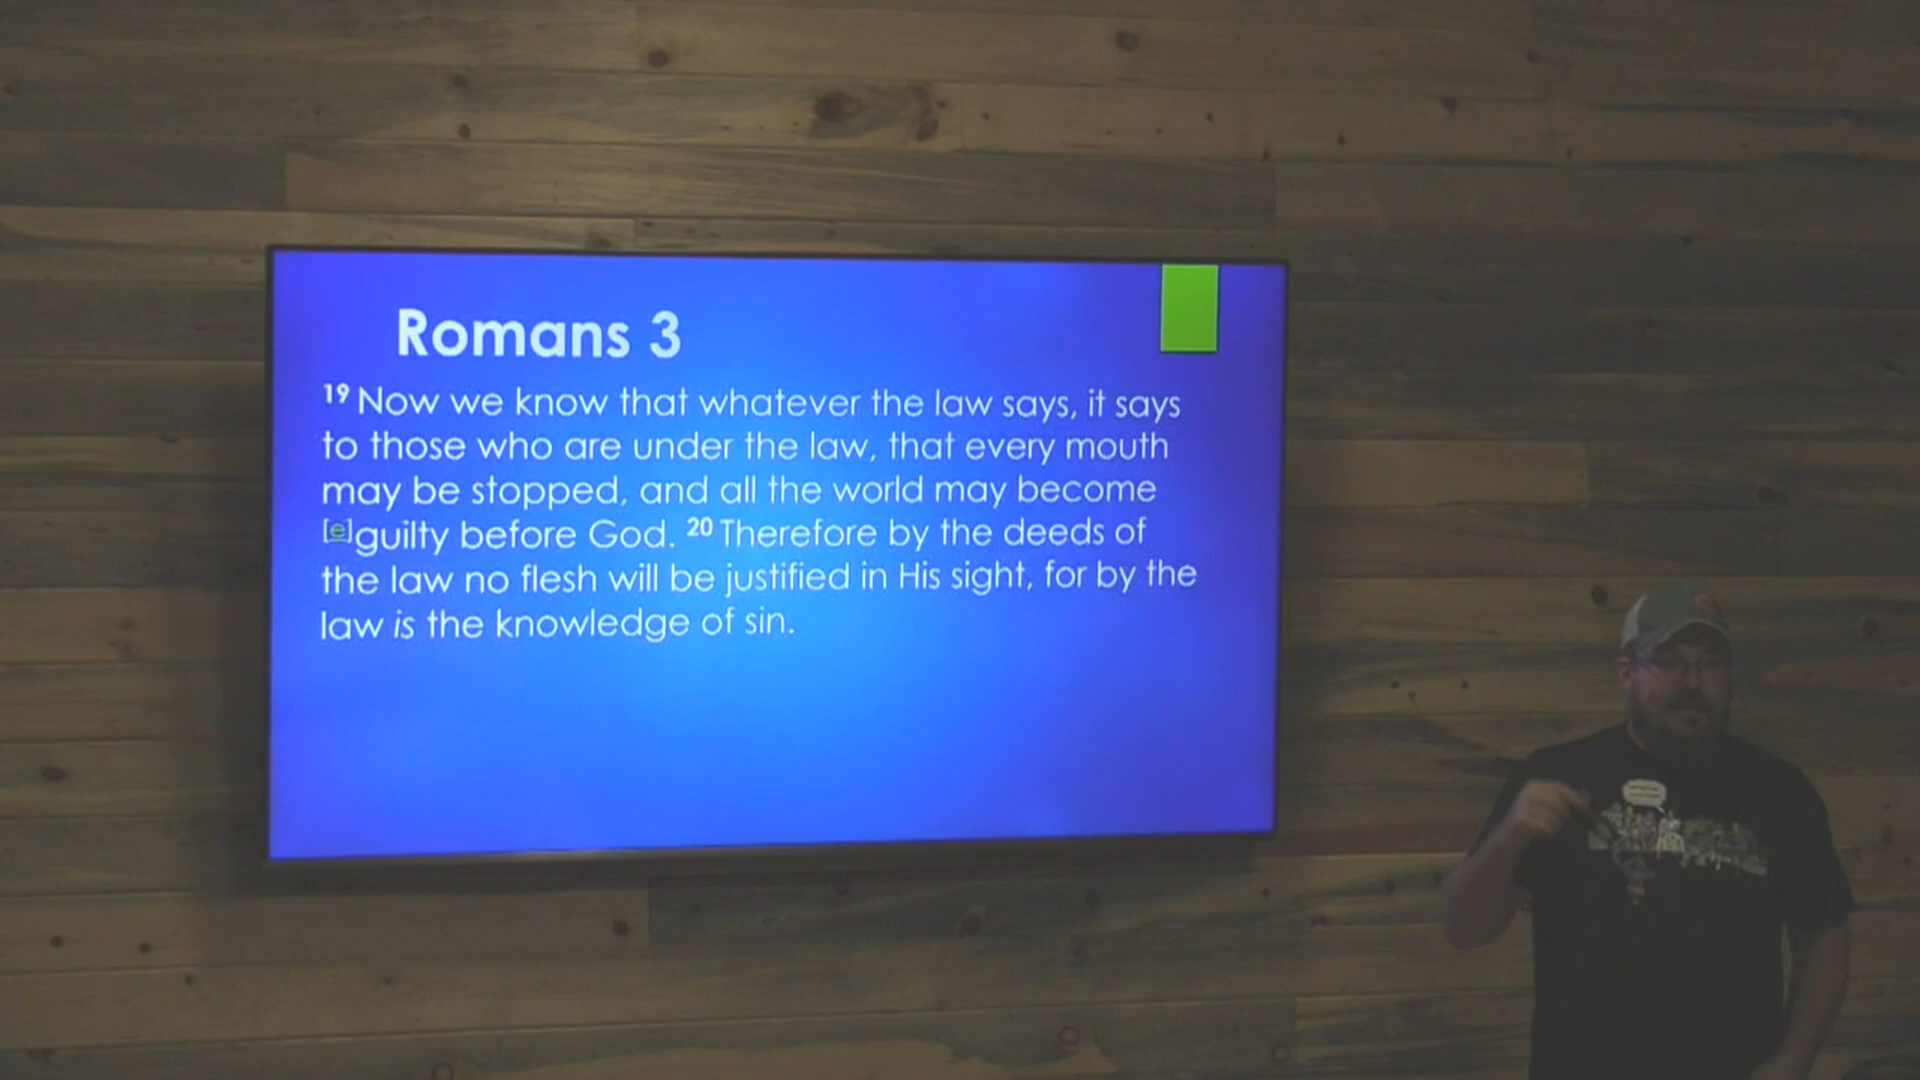 Romans 3
19 Now we know that whatever the law says, it says
to those who are under the law, that every mouth
may be stopped, and all the world may become
[e]guilty before God. 20 Therefore by the deeds of
the law no flesh will be justified in His sight, for by the
law is the knowledge of sin.